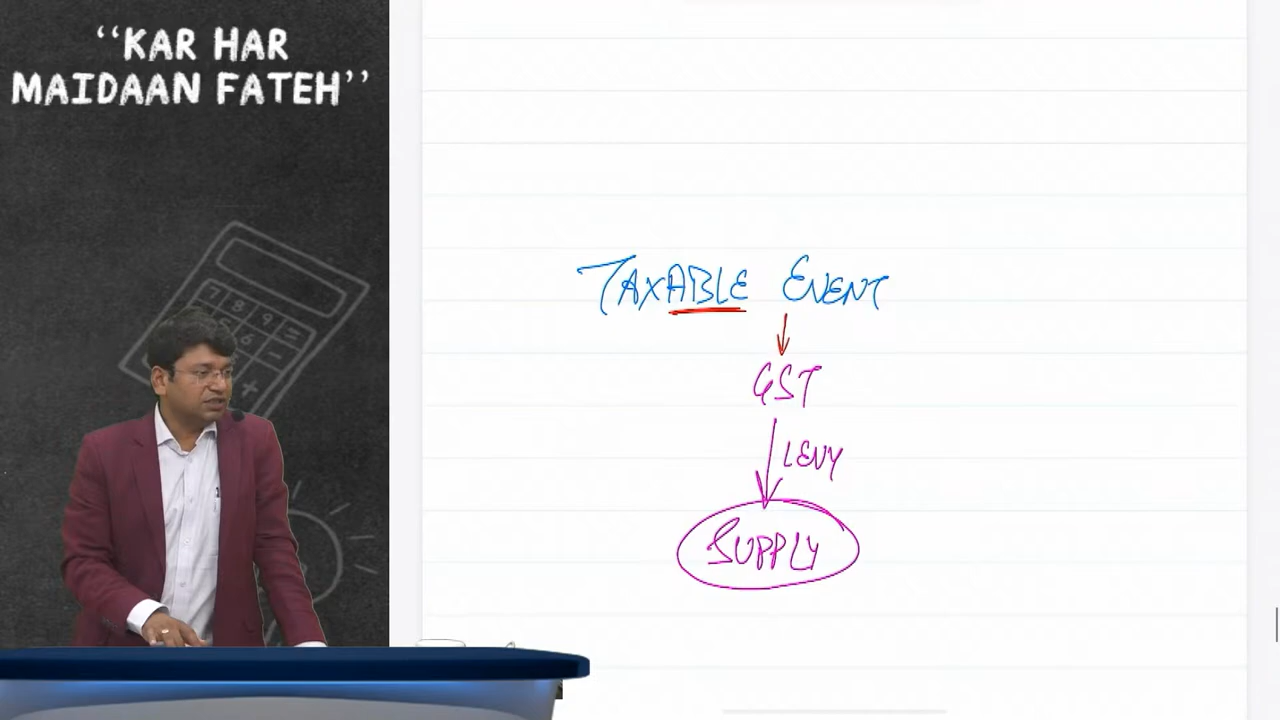 “KAR HAR
MAIDAAN FATEH”
TAXABLE EVENT
GST
LEVY
SUPPLY